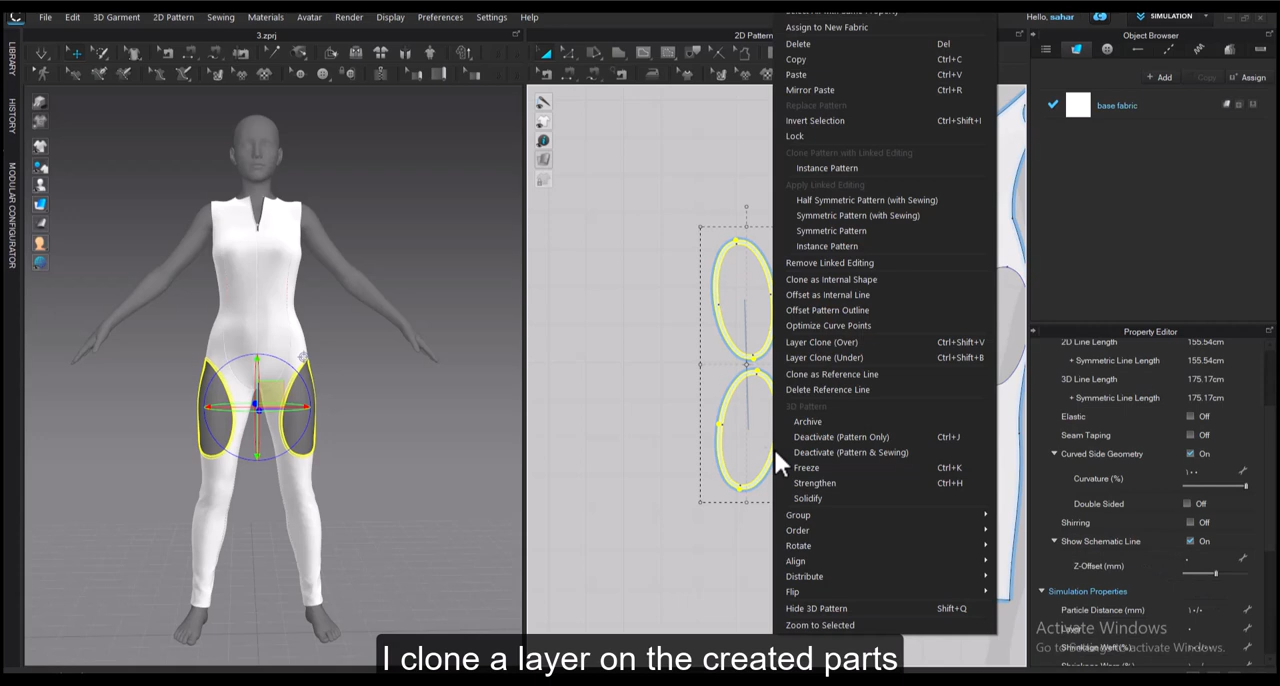 File Edit 3D Garment 2D Pattern Sewing Materials Avatar Render Display Preferences Settings Help
Hello, sahar SIMULATION
3.zprj
2D Pattern
Object Browser
LIBRARY
HISTORY
MODULAR CONFIGURATOR
Assign to New Fabric
Delete Del
Copy Ctrl+C
Paste Ctrl+V
Mirror Paste Ctrl+R
Replace Pattern
Invert Selection Ctrl+Shift+I
Lock
Clone Pattern with Linked Editing
Instance Pattern
Apply Linked Editing
Half Symmetric Pattern (with Sewing)
Symmetric Pattern (with Sewing)
Symmetric Pattern
Instance Pattern
Remove Linked Editing
Clone as Internal Shape
Offset as Internal Line
Offset Pattern Outline
Optimize Curve Points
Layer Clone (Over) Ctrl+Shift+V
Layer Clone (Under) Ctrl+Shift+B
Clone as Reference Line
Delete Reference Line
3D Pattern
Archive
Deactivate (Pattern Only) Ctrl+J
Deactivate (Pattern & Sewing)
Freeze Ctrl+K
Strengthen Ctrl+H
Solidify
Group
Order
Rotate
Align
Distribute
Flip
Hide 3D Pattern Shift+Q
Zoom to Selected
+ Add Copy Assign
base fabric
Property Editor
2D Line Length 155.54cm
+ Symmetric Line Length 155.54cm
3D Line Length 175.17cm
+ Symmetric Line Length 175.17cm
Elastic Off
Seam Taping Off
Curved Side Geometry On
Curvature (%)
Double Sided Off
Shirring Off
Show Schematic Line On
Z-Offset (mm)
Simulation Properties
Particle Distance (mm)
Activate Windows
Go to Settings to activate Windows.
I clone a layer on the created parts